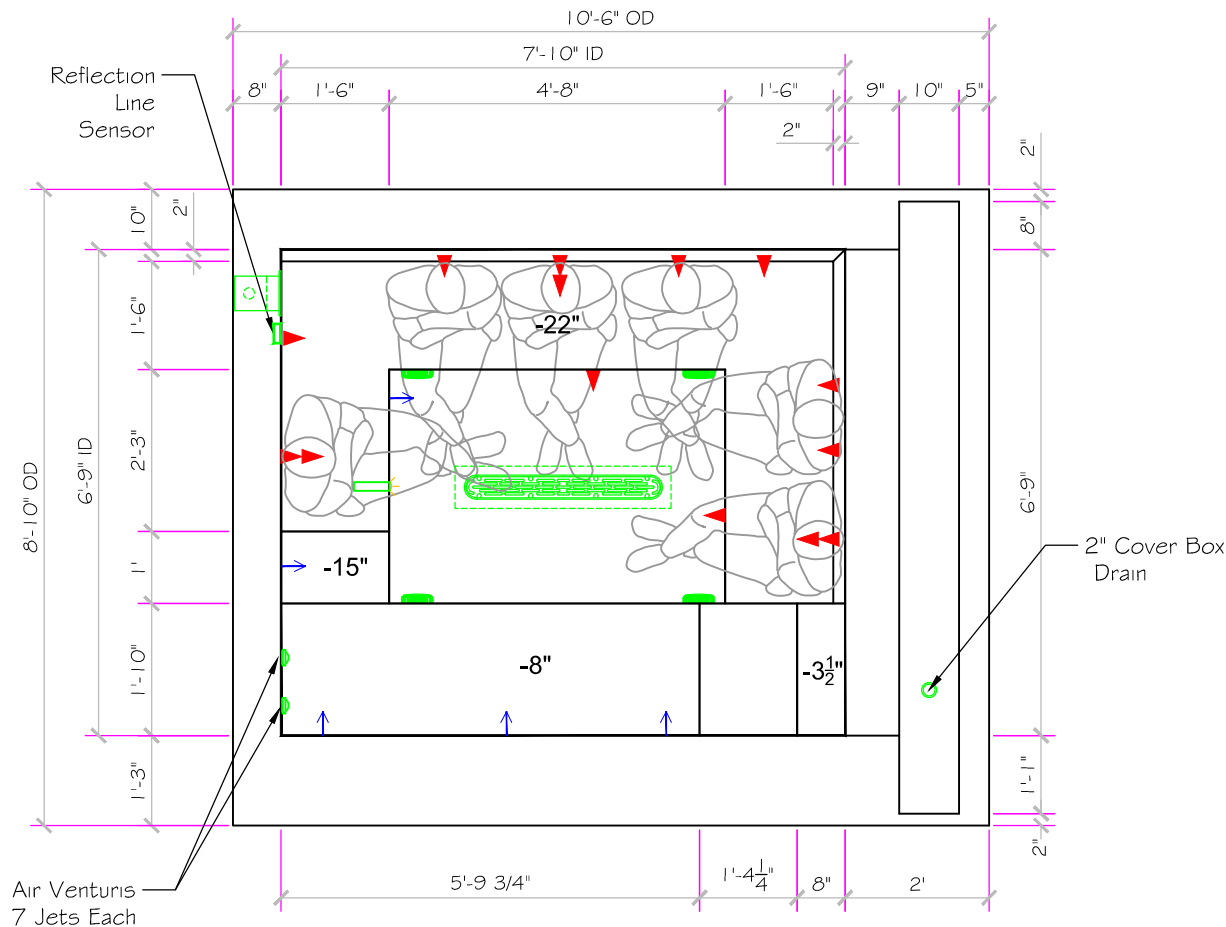 10'-6" OD
7'-10" ID
8"
1'-6"
4'-8"
1'-6"
9"
10"
5"
2"
Reflection
Line
Sensor
2"
10"
2"
8"
1'-6"
-22"
2'-3"
6'-9" ID
8'-10" OD
6'-9"
2" Cover Box
Drain
1'
-15"
1'-10"
-8"
-3 1/2"
1'-3"
1'-1"
2"
5'-9 3/4"
1'-4 1/4"
8"
2'
Air Venturis
7 Jets Each